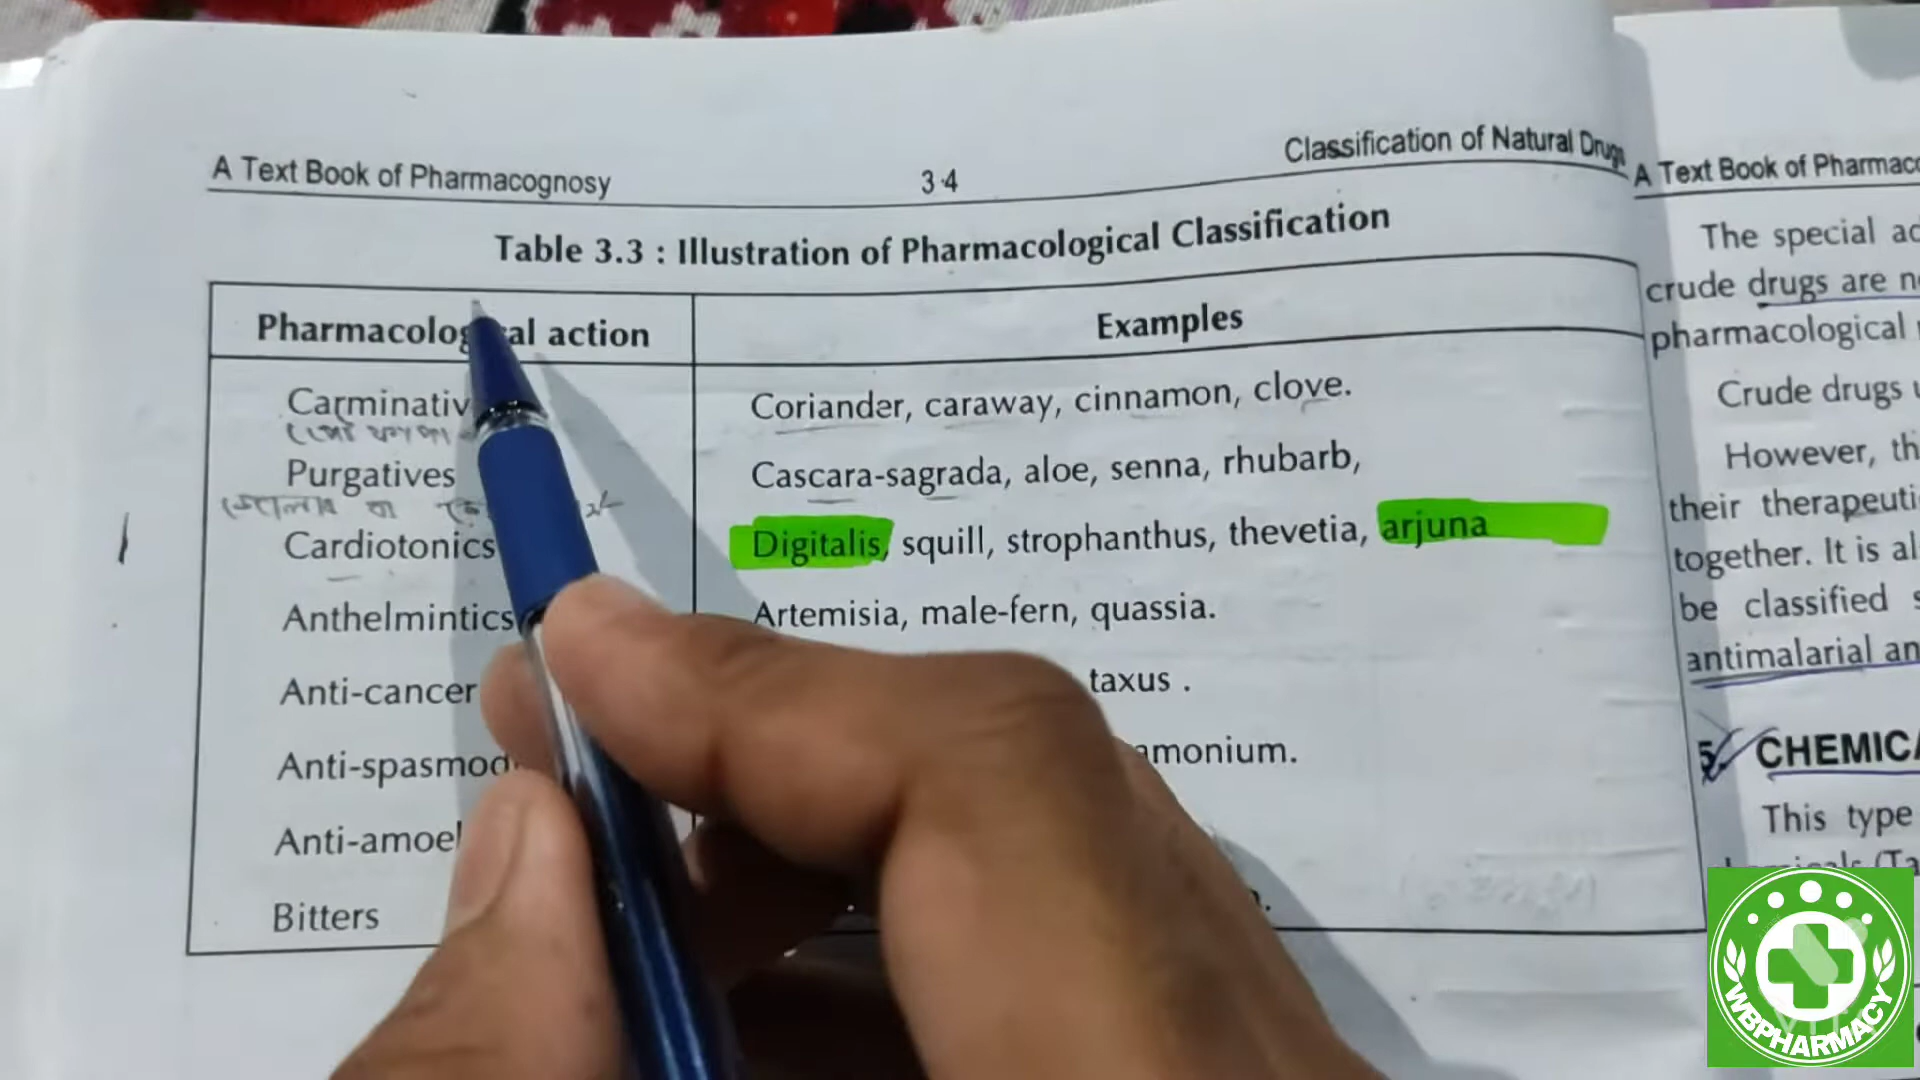 A Text Book of Pharmacognosy 3·4 Classification of Natural Drugs
Table 3.3 : Illustration of Pharmacological Classification
Pharmacolog al action Examples
Carminativ Coriander, caraway, cinnamon, clove.
Purgatives Cascara-sagrada, aloe, senna, rhubarb,
Cardiotonics Digitalis, squill, strophanthus, thevetia, arjuna
Anthelmintics Artemisia, male-fern, quassia.
Anti-cancer taxus .
Anti-spasmod amonium.
Anti-amoe
Bitters
A Text Book of Pharmaco
The special ac
crude drugs are n
pharmacological
Crude drugs u
However, th
their therapeuti
together. It is al
be classified s
antimalarial an
5. CHEMICA
This type
(Ta
WBPHARMACY